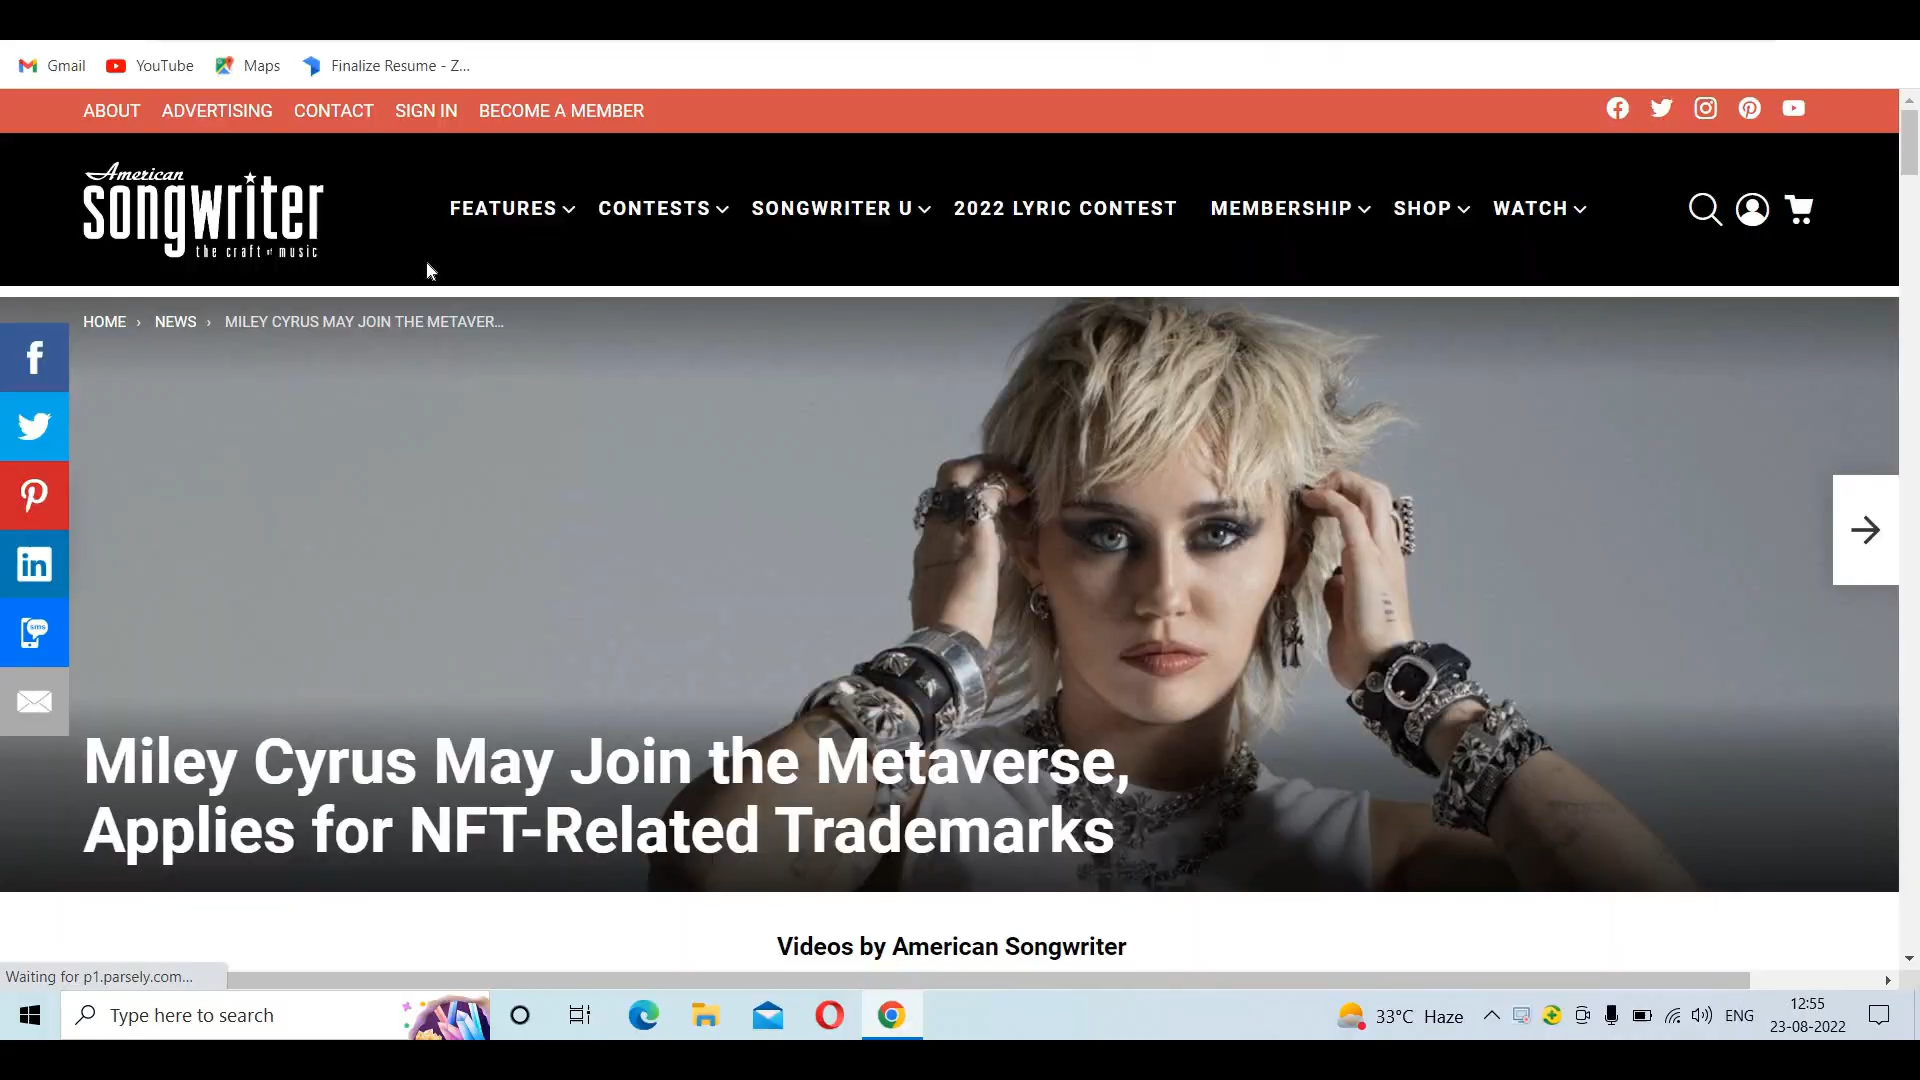 Gmail YouTube Maps Finalize Resume - Z...
ABOUT ADVERTISING CONTACT SIGN IN BECOME A MEMBER
American
songwriter
the craft of music
FEATURES CONTESTS SONGWRITER U 2022 LYRIC CONTEST MEMBERSHIP SHOP WATCH
HOME › NEWS › MILEY CYRUS MAY JOIN THE METAVER...
sms
Miley Cyrus May Join the Metaverse,
Applies for NFT-Related Trademarks
Videos by American Songwriter
Waiting for p1.parsely.com...
Type here to search
33°C Haze
ENG
12:55
23-08-2022